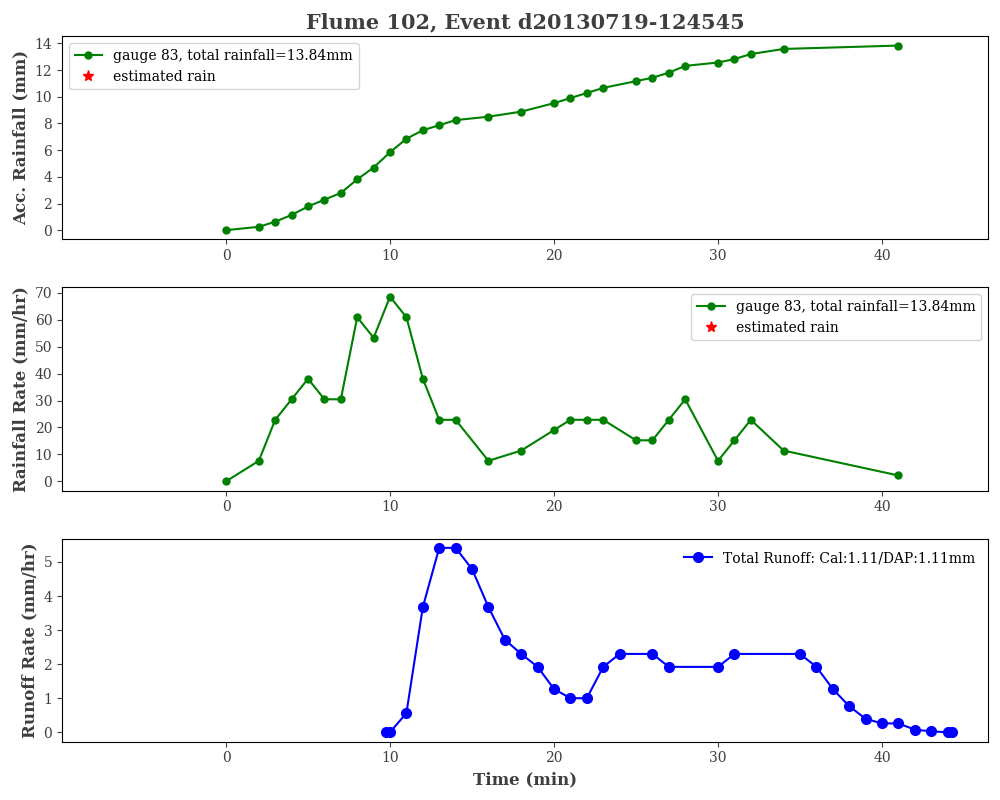 Flume 102, Event d20130719-124545
Acc. Rainfall (mm)
14
12
10
8
6
4
2
0
gauge 83, total rainfall=13.84mm
estimated rain
0 10 20 30 40
Rainfall Rate (mm/hr)
70
60
50
40
30
20
10
0
gauge 83, total rainfall=13.84mm
estimated rain
0 10 20 30 40
Runoff Rate (mm/hr)
5
4
3
2
1
0
Total Runoff: Cal:1.11/DAP:1.11mm
0 10 20 30 40
Time (min)